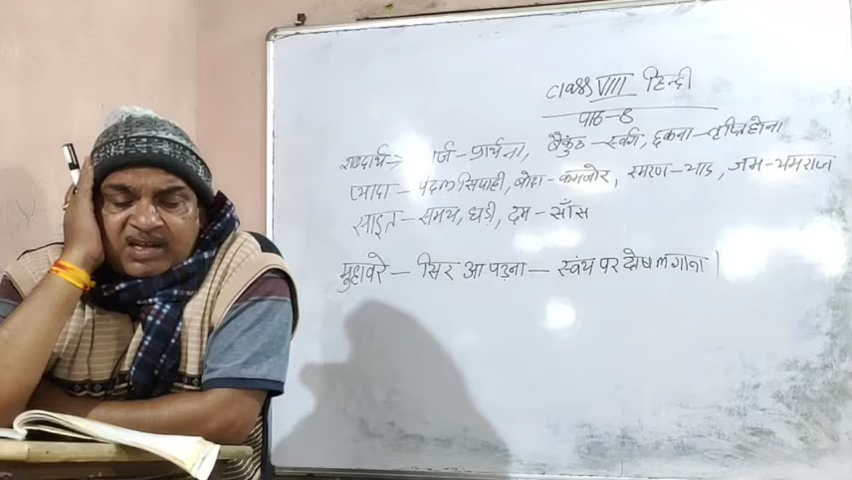 class VIII हिन्दी
पाठ-8
शब्दार्थ:- अर्ज-प्रार्थना, बैकुंठ-स्वर्ग, छकना-तृप्ति होना
प्यादा-पैदल सिपाही, बोदा-कमजोर, स्मरण-याद, जम-यमराज
साइत-समय, घड़ी, दम-साँस
मुहावरे - सिर आ पड़ना - स्वंय पर दोष लगाना।